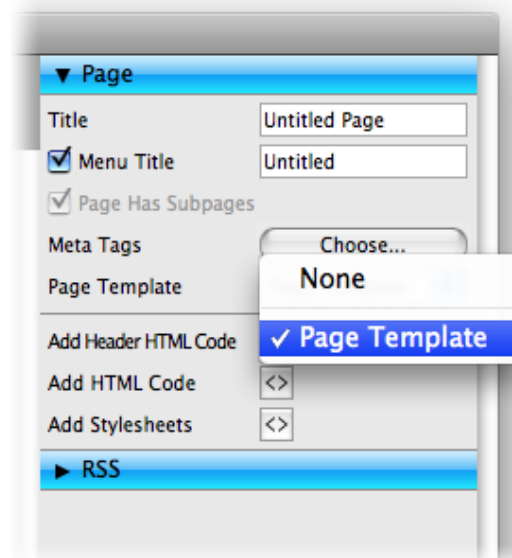 ▼ Page
Title Untitled Page
Menu Title Untitled
Page Has Subpages
Meta Tags Choose...
None
Page Template
✓ Page Template
Add Header HTML Code
Add HTML Code <>
Add Stylesheets <>
▶ RSS